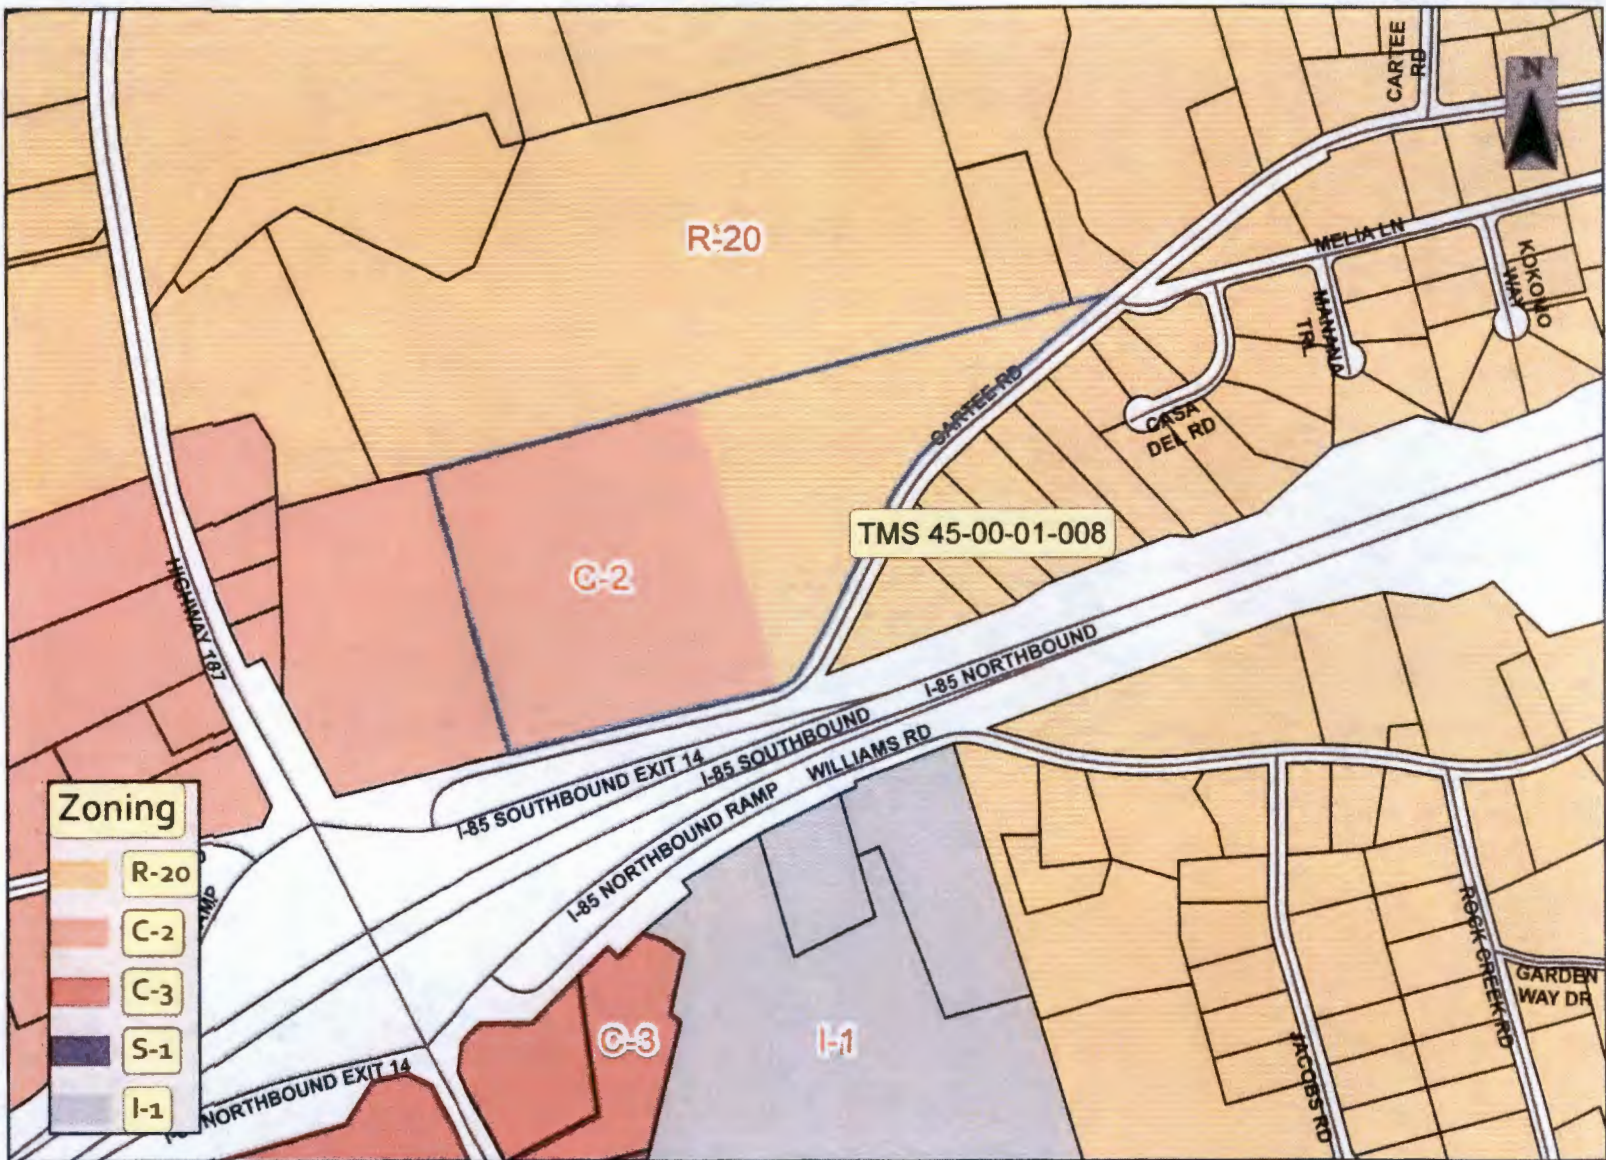 CARTEE
RD
N
R-20
MELIA LN
KOKOMO
WAY
MANANA
TRL
CARTEE RD
CASA
DEL RD
TMS 45-00-01-008
C-2
HIGHWAY 187
I-85 NORTHBOUND
I-85 SOUTHBOUND
WILLIAMS RD
I-85 SOUTHBOUND EXIT 14
I-85 NORTHBOUND RAMP
Zoning
R-20
C-2
C-3
S-1
I-1
AMP
ROCK CREEK RD
GARDEN
WAY DR
C-3
I-1
JACOBS RD
NORTHBOUND EXIT 14